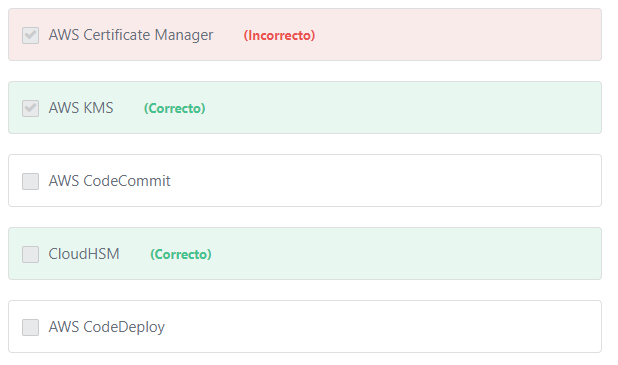 AWS Certificate Manager (Incorrecto)
AWS KMS (Correcto)
AWS CodeCommit
CloudHSM (Correcto)
AWS CodeDeploy